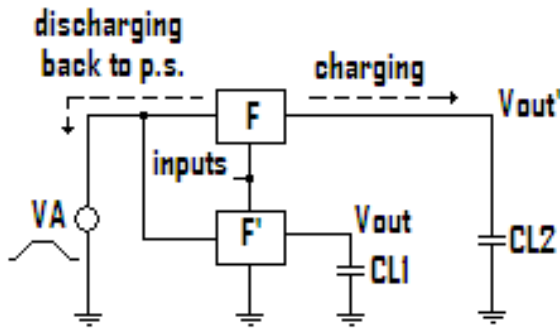 discharging
back to p.s.
charging
Vout'
F
inputs
VA
F'
Vout
CL1
CL2